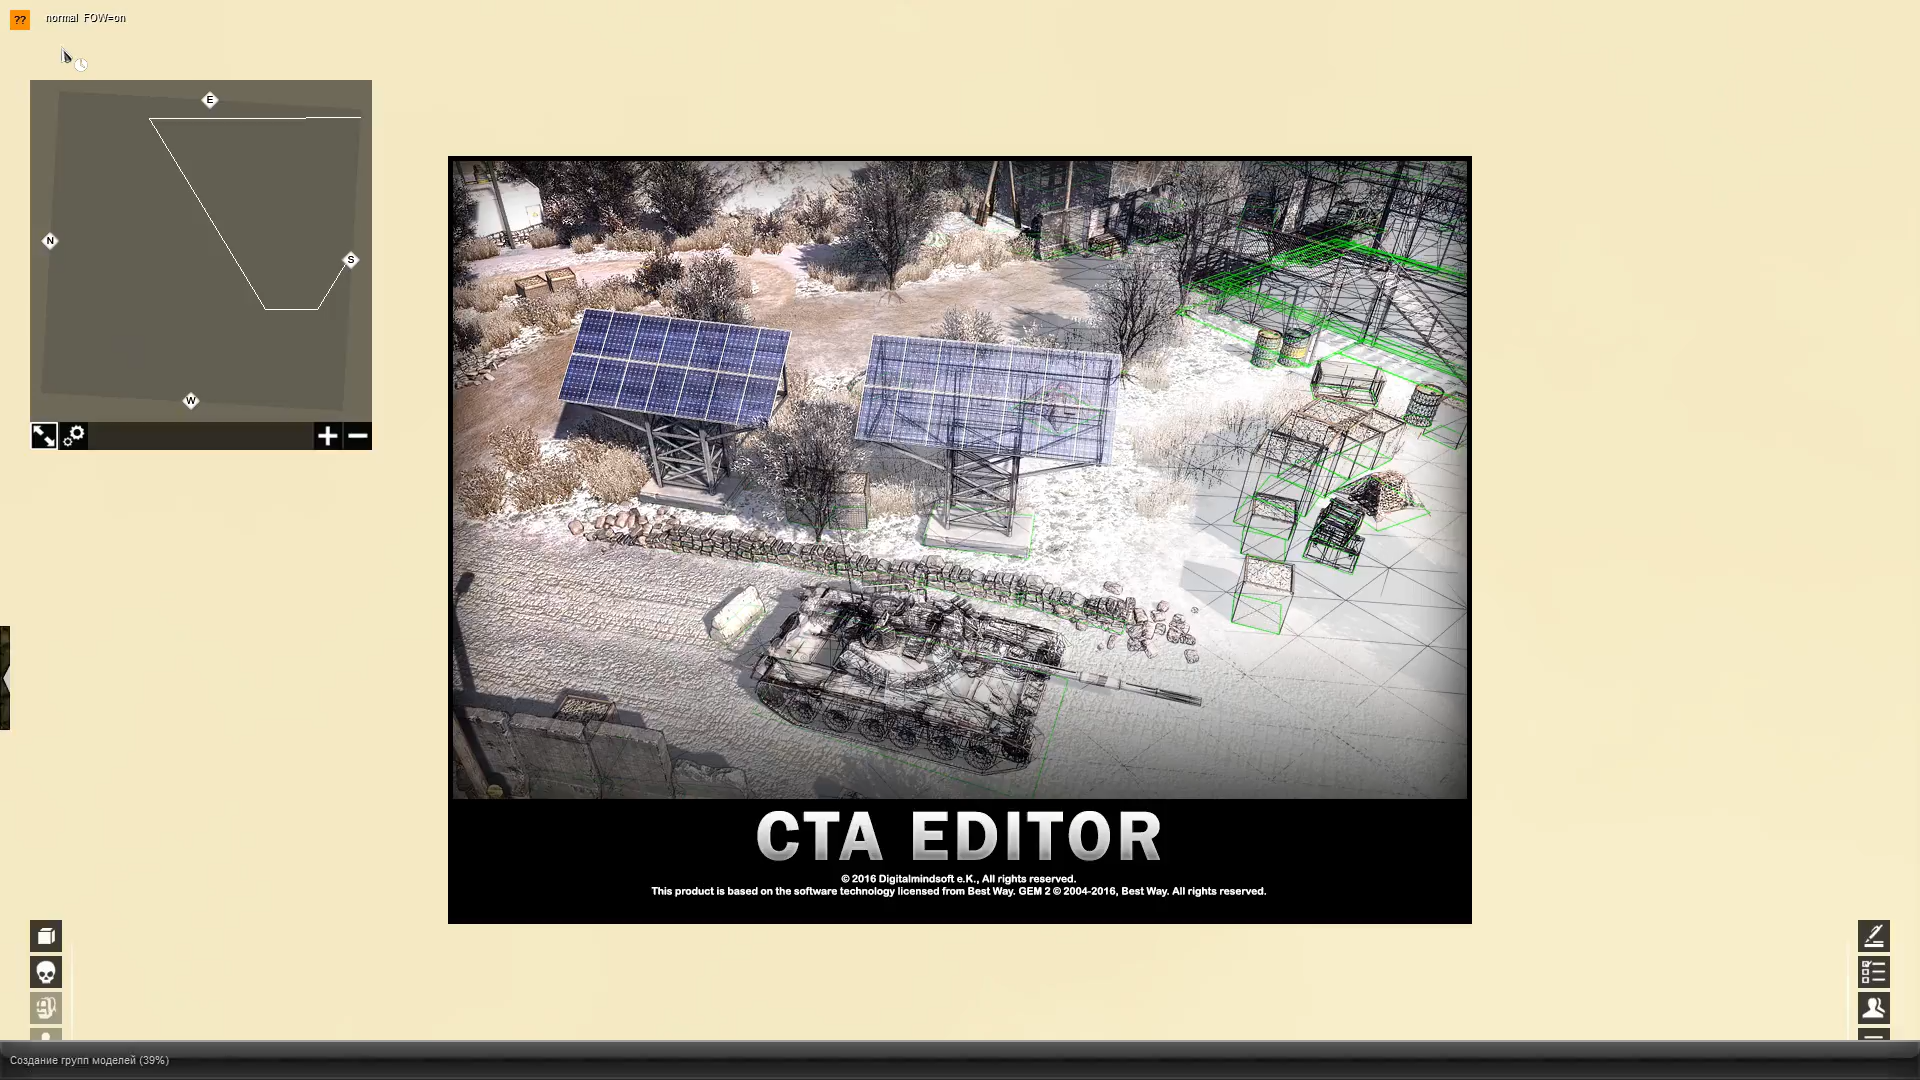 ?? normal FOW=on
E
N
S
W
CTA EDITOR
© 2016 Digitalmindsoft e.K., All rights reserved.
This product is based on the software technology licensed from Best Way. GEM 2 © 2004-2016, Best Way. All rights reserved.
Создание групп моделей (39%)